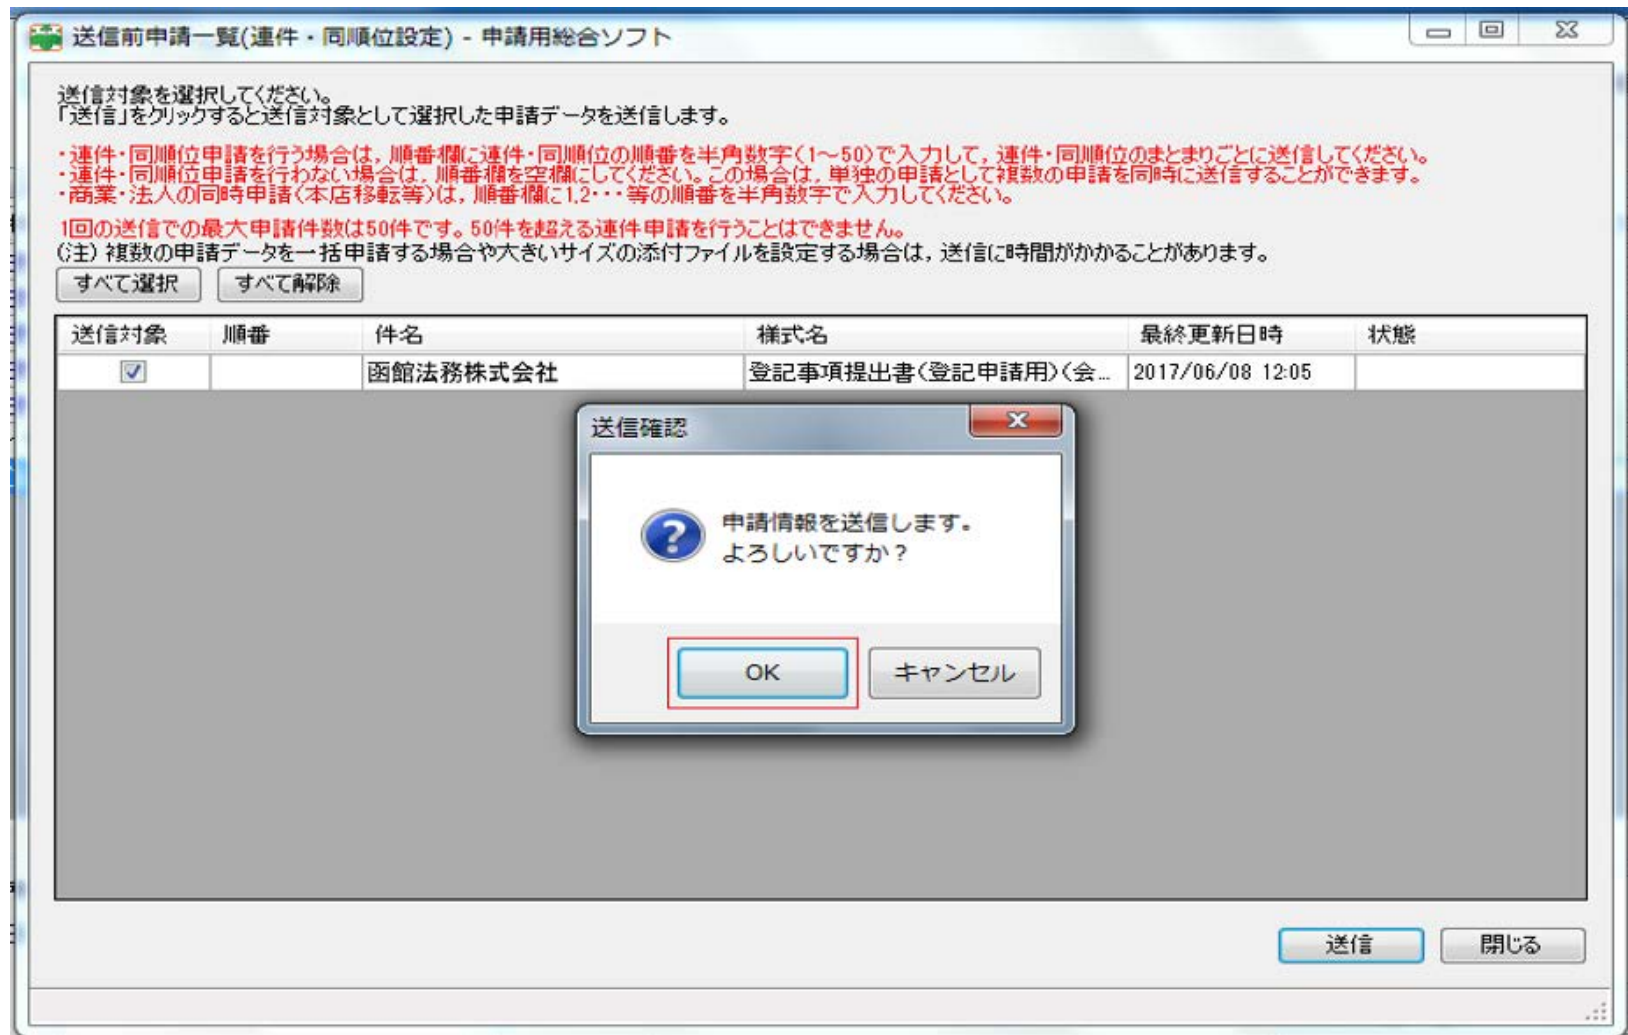 送信前申請一覧(連件・同順位設定) - 申請用総合ソフト
送信対象を選択してください。
「送信」をクリックすると送信対象として選択した申請データを送信します。
・連件・同順位申請を行う場合は，順番欄に連件・同順位の順番を半角数字(1～50)で入力して，連件・同順位のまとまりごとに送信してください。
・連件・同順位申請を行わない場合は，順番欄を空欄にしてください。この場合は，単独の申請として複数の申請を同時に送信することができます。
・商業・法人の同時申請(本店移転等)は，順番欄に1,2・・・等の順番を半角数字で入力してください。
1回の送信での最大申請件数は50件です。50件を超える連件申請を行うことはできません。
(注) 複数の申請データを一括申請する場合や大きいサイズの添付ファイルを設定する場合は，送信に時間がかかることがあります。
すべて選択 すべて解除
送信対象 順番 件名 様式名 最終更新日時 状態
函館法務株式会社 登記事項提出書(登記申請用)(会... 2017/06/08 12:05
送信確認
申請情報を送信します。
よろしいですか？
OK キャンセル
送信 閉じる